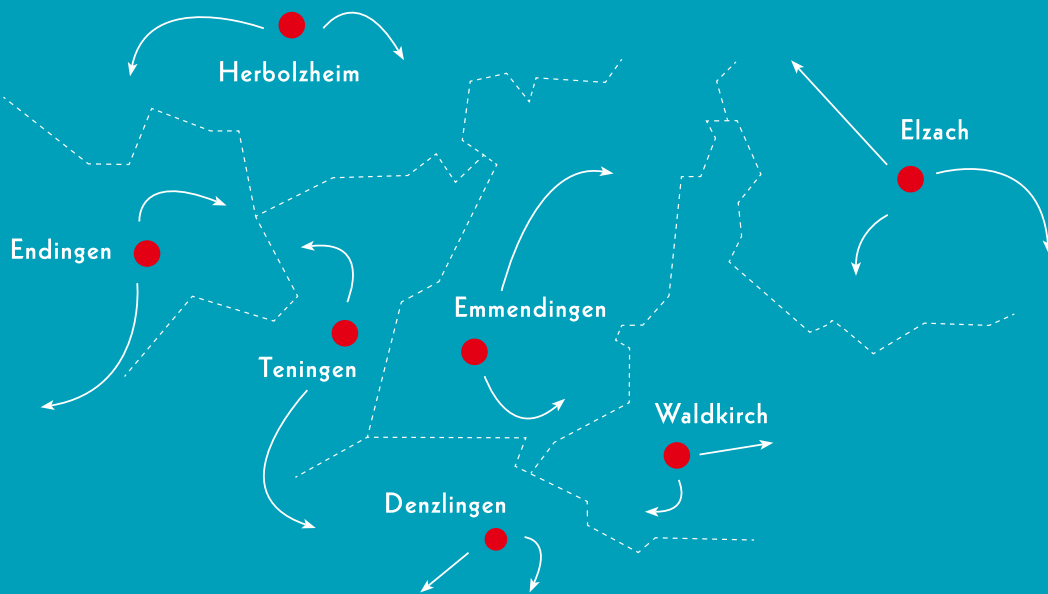 Herbolzheim
Elzach
Endingen
Emmendingen
Teningen
Waldkirch
Denzlingen